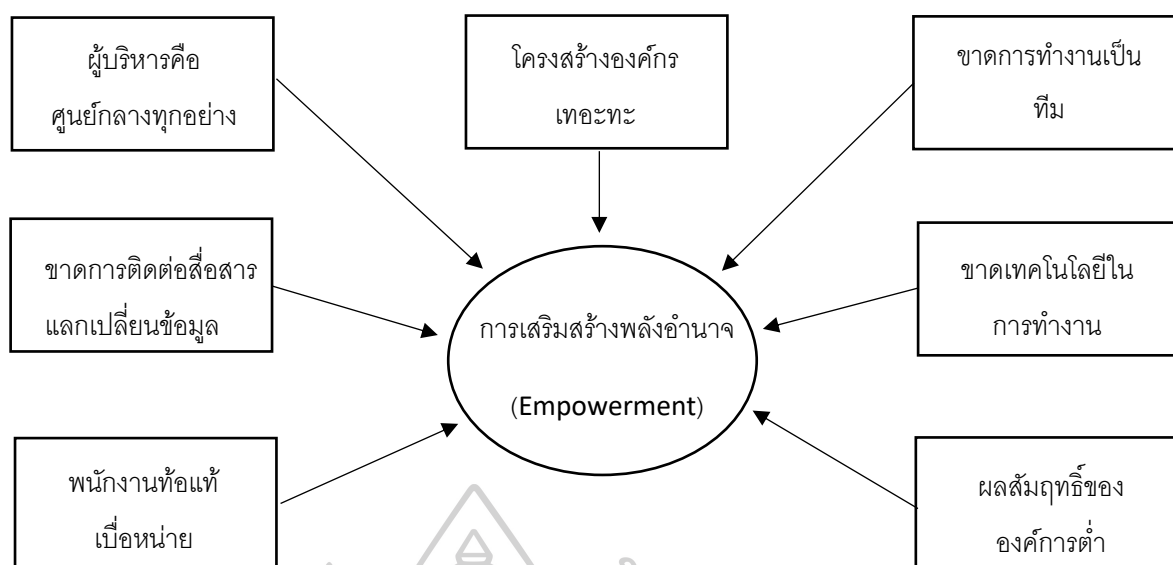 ผู้บริหารคือ
ศูนย์กลางทุกอย่าง
โครงสร้างองค์กร
เทอะทะ
ขาดการทำงานเป็น
ทีม
ขาดการติดต่อสื่อสาร
แลกเปลี่ยนข้อมูล
ขาดเทคโนโลยีใน
การทำงาน
การเสริมสร้างพลังอำนาจ
(Empowerment)
พนักงานท้อแท้
เบื่อหน่าย
ผลสัมฤทธิ์ของ
องค์การต่ำ